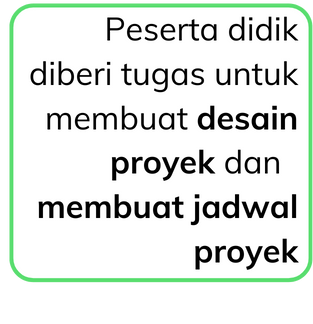 Peserta didik
diberi tugas untuk
membuat desain
proyek dan
membuat jadwal
proyek